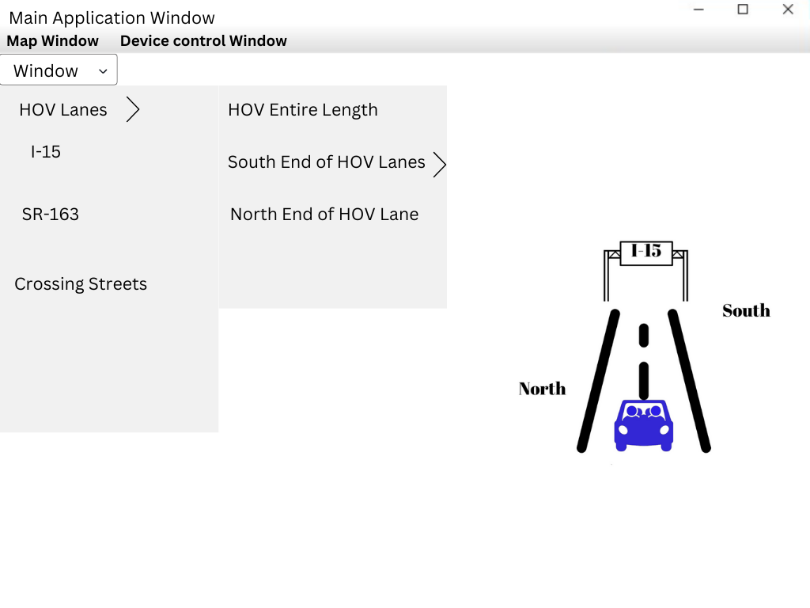 Main Application Window
Map Window Device control Window
Window
HOV Lanes
HOV Entire Length
I-15
South End of HOV Lanes
SR-163
North End of HOV Lane
Crossing Streets
I-15
South
North